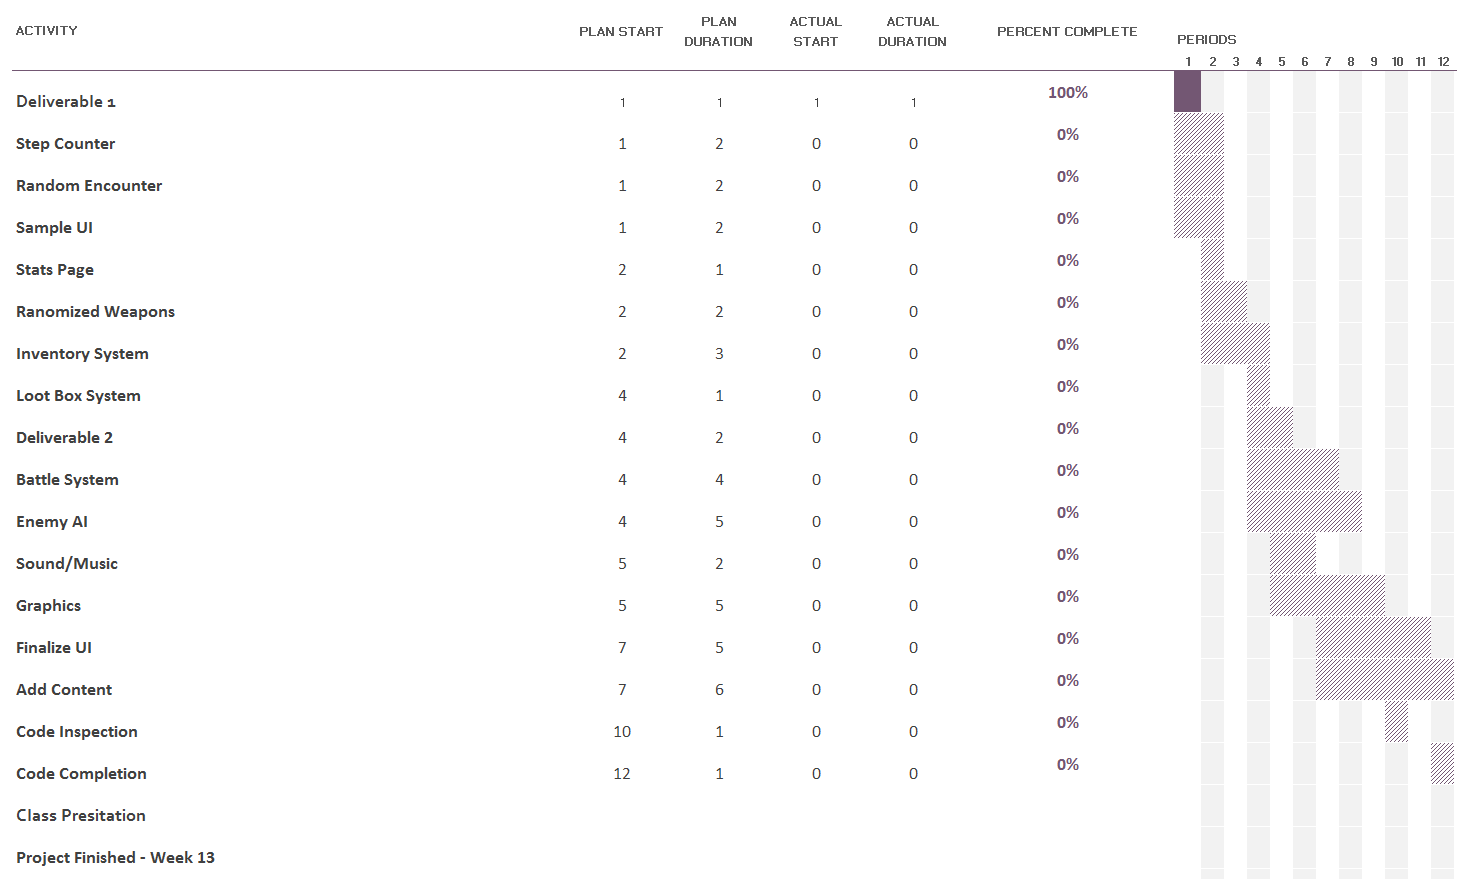 ACTIVITY PLAN START PLAN DURATION ACTUAL START ACTUAL DURATION PERCENT COMPLETE PERIODS
1 2 3 4 5 6 7 8 9 10 11 12
Deliverable 1 1 1 1 1 100%
Step Counter 1 2 0 0 0%
Random Encounter 1 2 0 0 0%
Sample UI 1 2 0 0 0%
Stats Page 2 1 0 0 0%
Ranomized Weapons 2 2 0 0 0%
Inventory System 2 3 0 0 0%
Loot Box System 4 1 0 0 0%
Deliverable 2 4 2 0 0 0%
Battle System 4 4 0 0 0%
Enemy AI 4 5 0 0 0%
Sound/Music 5 2 0 0 0%
Graphics 5 5 0 0 0%
Finalize UI 7 5 0 0 0%
Add Content 7 6 0 0 0%
Code Inspection 10 1 0 0 0%
Code Completion 12 1 0 0 0%
Class Presitation
Project Finished - Week 13